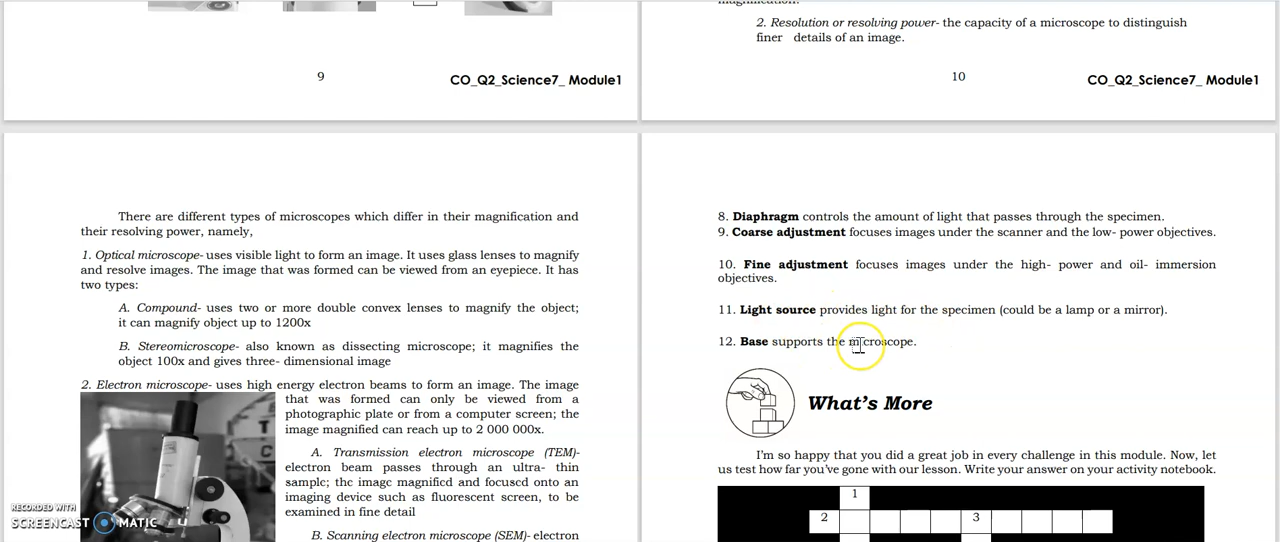 9
CO_Q2_Science7_ Module1
2. Resolution or resolving power- the capacity of a microscope to distinguish
finer details of an image.
10
CO_Q2_Science7_ Module1
There are different types of microscopes which differ in their magnification and
their resolving power, namely,
1. Optical microscope- uses visible light to form an image. It uses glass lenses to magnify
and resolve images. The image that was formed can be viewed from an eyepiece. It has
two types:
A. Compound- uses two or more double convex lenses to magnify the object;
it can magnify object up to 1200x
B. Stereomicroscope- also known as dissecting microscope; it magnifies the
object 100x and gives three- dimensional image
2. Electron microscope- uses high energy electron beams to form an image. The image
that was formed can only be viewed from a
photographic plate or from a computer screen; the
image magnified can reach up to 2 000 000x.
A. Transmission electron microscope (TEM)-
electron beam passes through an ultra- thin
sample; the image magnified and focused onto an
imaging device such as fluorescent screen, to be
examined in fine detail
B. Scanning electron microscope (SEM)- electron
RECORDED WITH
SCREENCAST MATIC
8. Diaphragm controls the amount of light that passes through the specimen.
9. Coarse adjustment focuses images under the scanner and the low- power objectives.
10. Fine adjustment focuses images under the high- power and oil- immersion
objectives.
11. Light source provides light for the specimen (could be a lamp or a mirror).
12. Base supports the microscope.
What's More
I'm so happy that you did a great job in every challenge in this module. Now, let
us test how far you've gone with our lesson. Write your answer on your activity notebook.
1
2
3